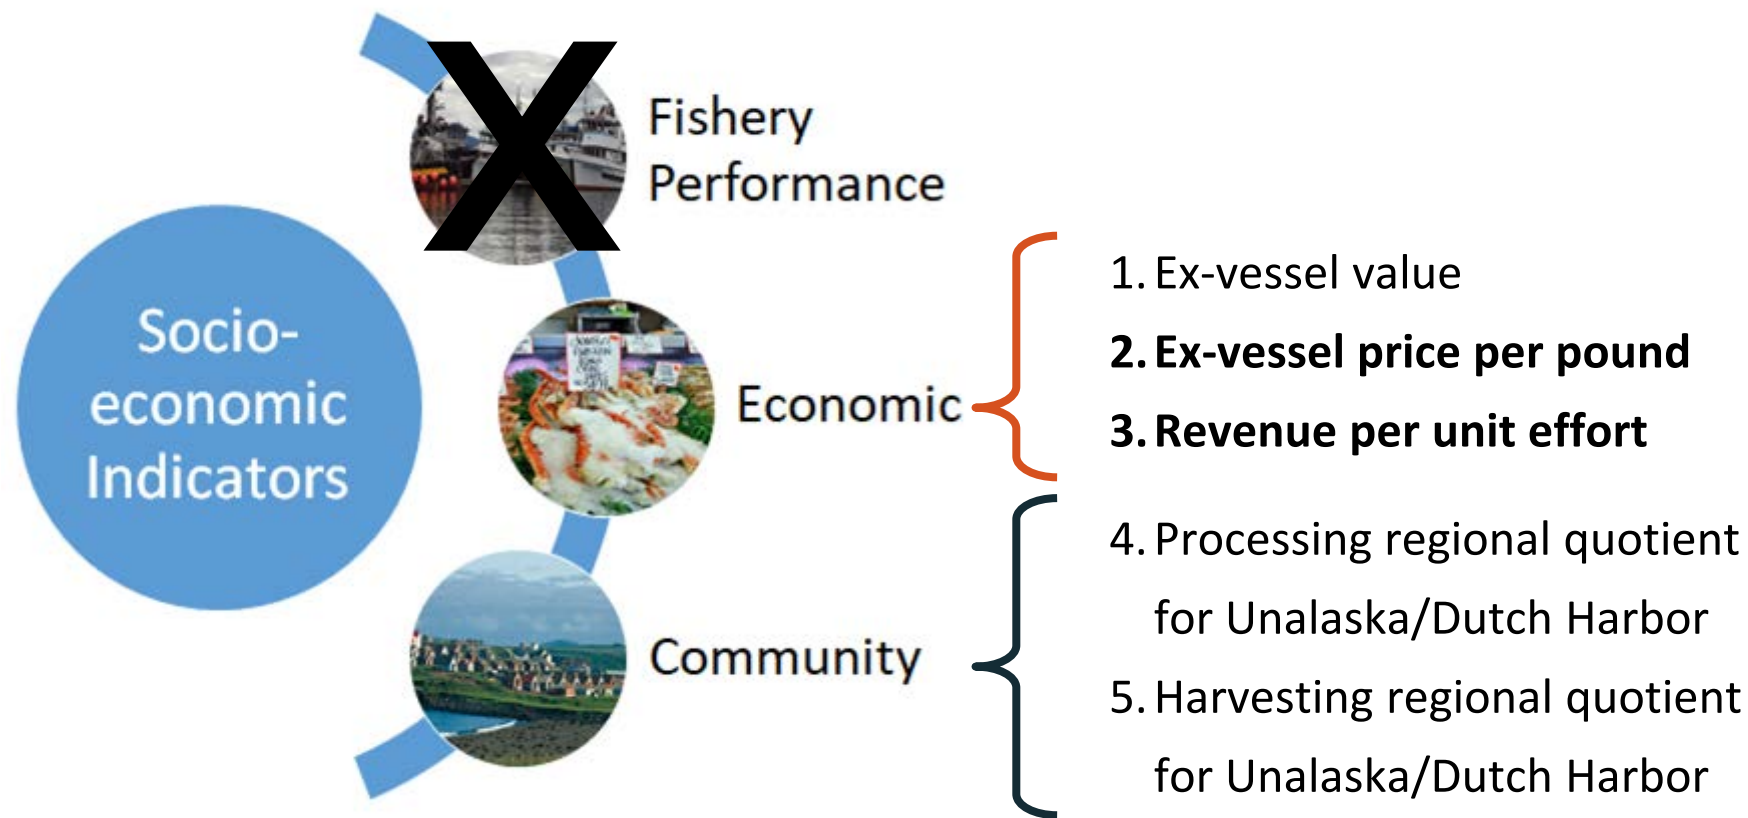 Socio-
economic
Indicators
X
Fishery
Performance
Economic
Community
1. Ex-vessel value
2. Ex-vessel price per pound
3. Revenue per unit effort
4. Processing regional quotient
for Unalaska/Dutch Harbor
5. Harvesting regional quotient
for Unalaska/Dutch Harbor